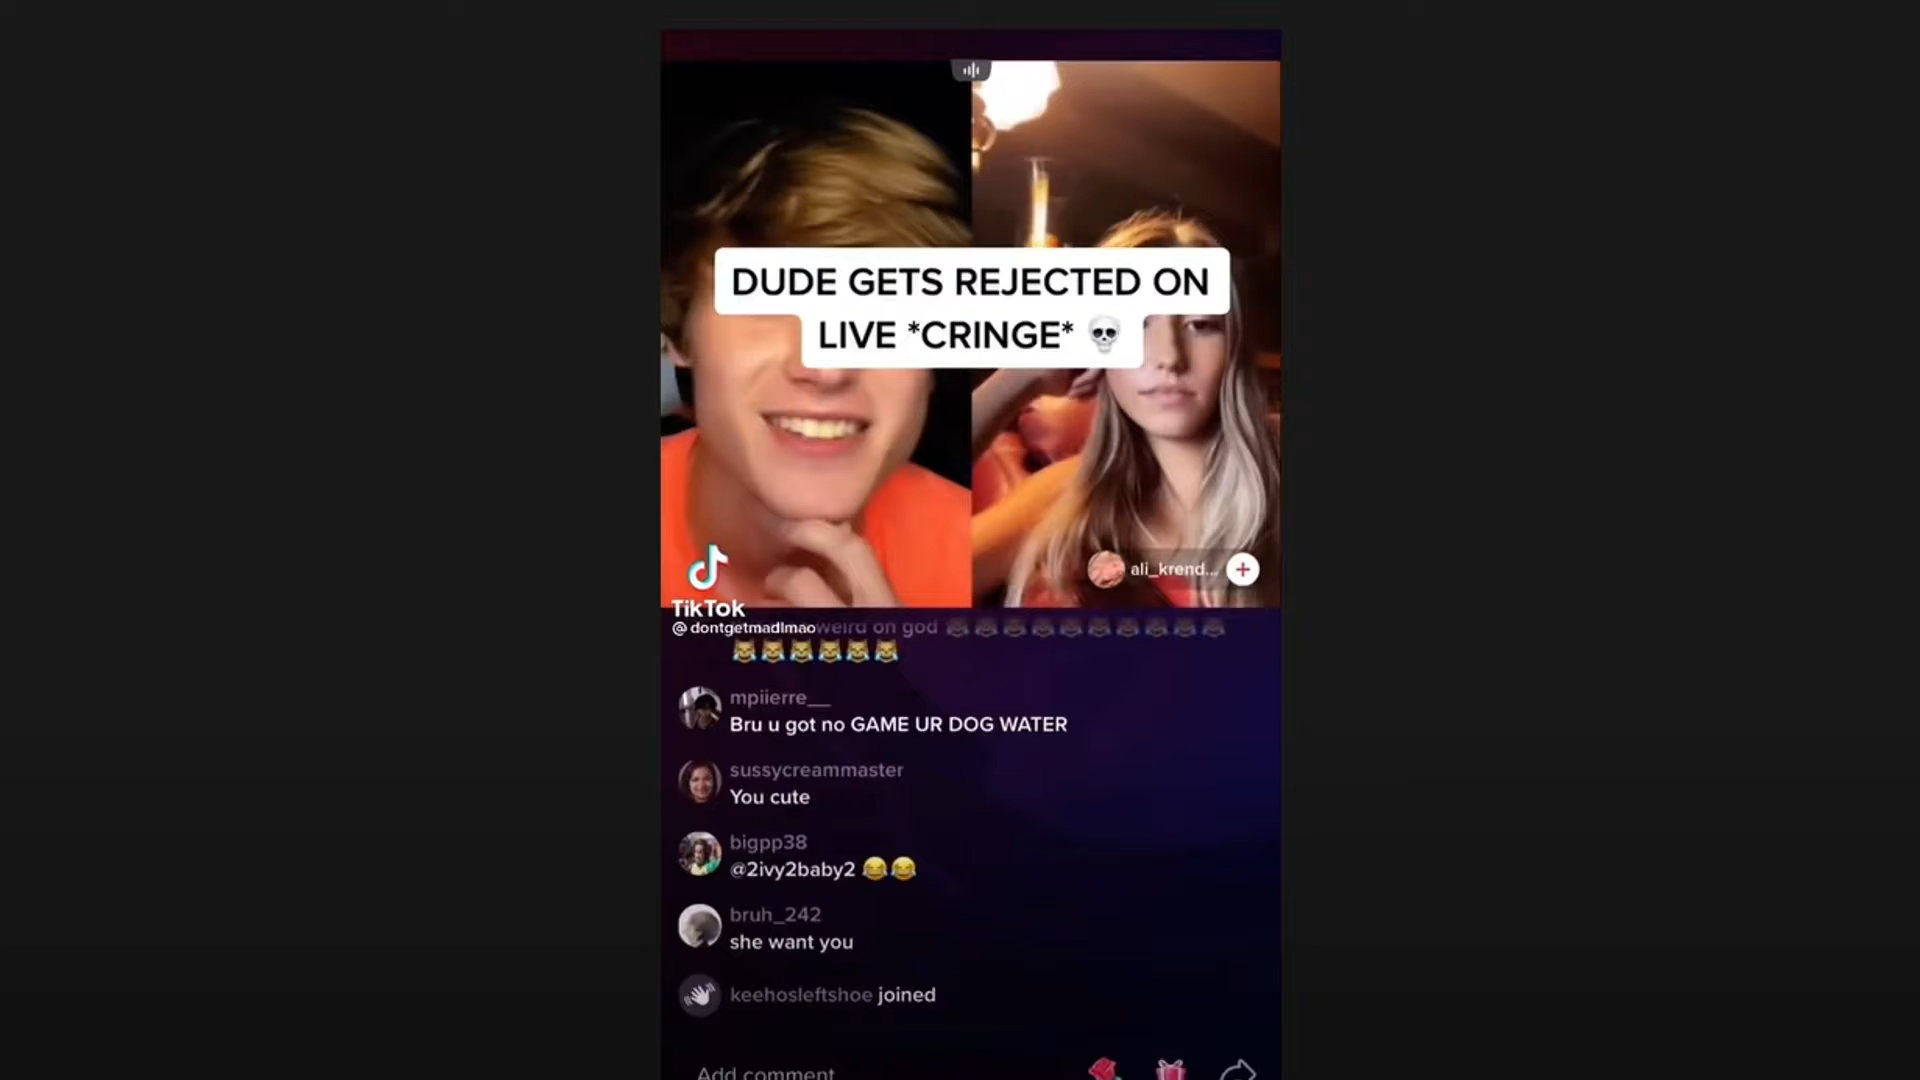 DUDE GETS REJECTED ON
LIVE *CRINGE* 💀
ali_krend...
TikTok
@dontgetmadlmao
weird on god 😹😹😹😹😹😹😹😹😹😹
😹😹😹😹😹😹
mpiierre__
Bru u got no GAME UR DOG WATER
sussycreammaster
You cute
bigpp38
@2ivy2baby2 😂😂
bruh_242
she want you
keehosleftshoe joined
Add comment